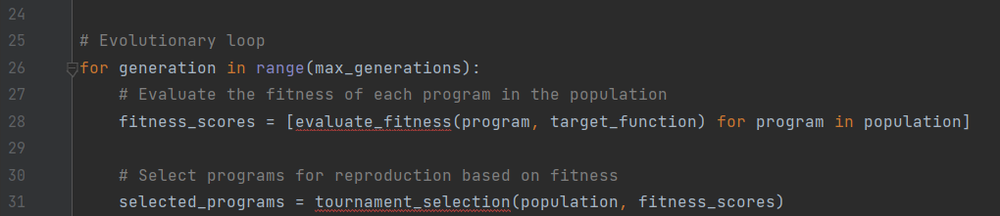 24
25 # Evolutionary loop
26 for generation in range(max_generations):
27 # Evaluate the fitness of each program in the population
28 fitness_scores = [evaluate_fitness(program, target_function) for program in population]
29
30 # Select programs for reproduction based on fitness
31 selected_programs = tournament_selection(population, fitness_scores)